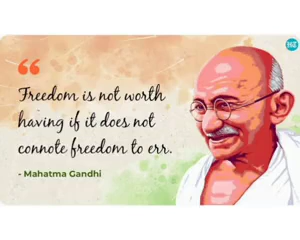 Freedom is not worth
having if it does not
connote freedom to err.
- Mahatma Gandhi